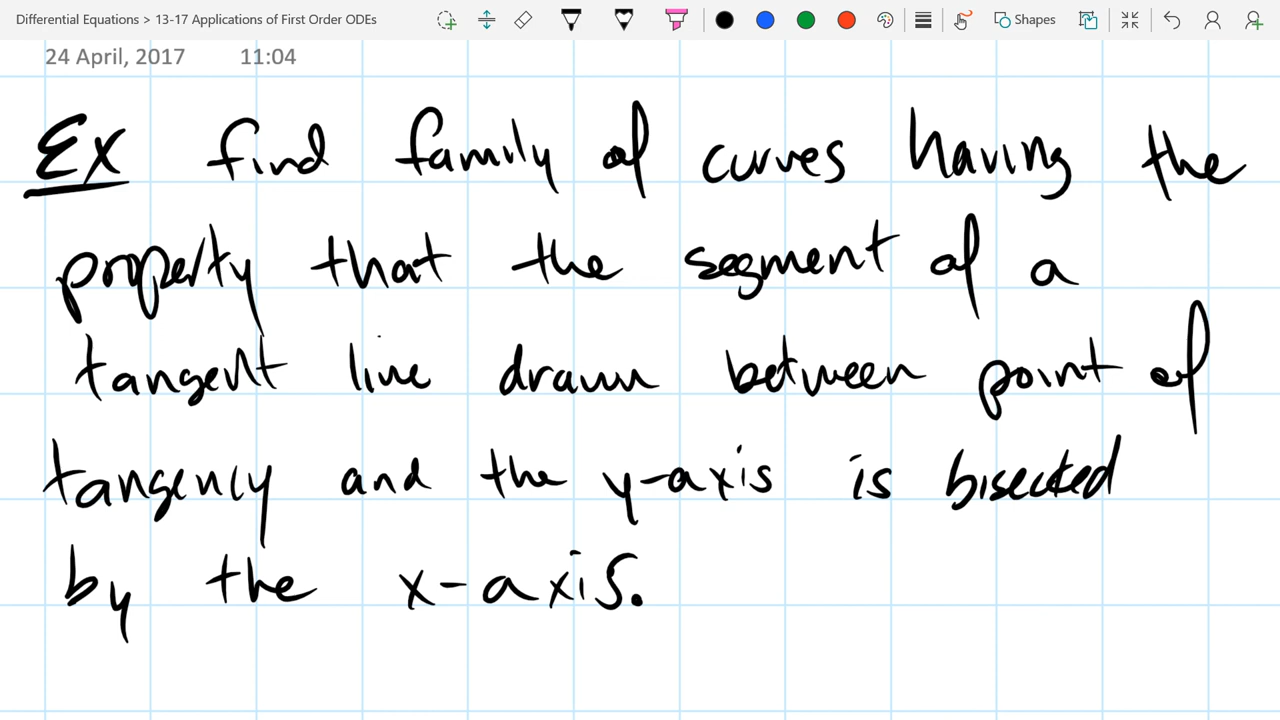 Differential Equations > 13-17 Applications of First Order ODEs
Shapes
24 April, 2017 11:04
Ex find family of curves having the
property that the segment of a
tangent line drawn between point of
tangency and the y-axis is bisected
by the x-axis.